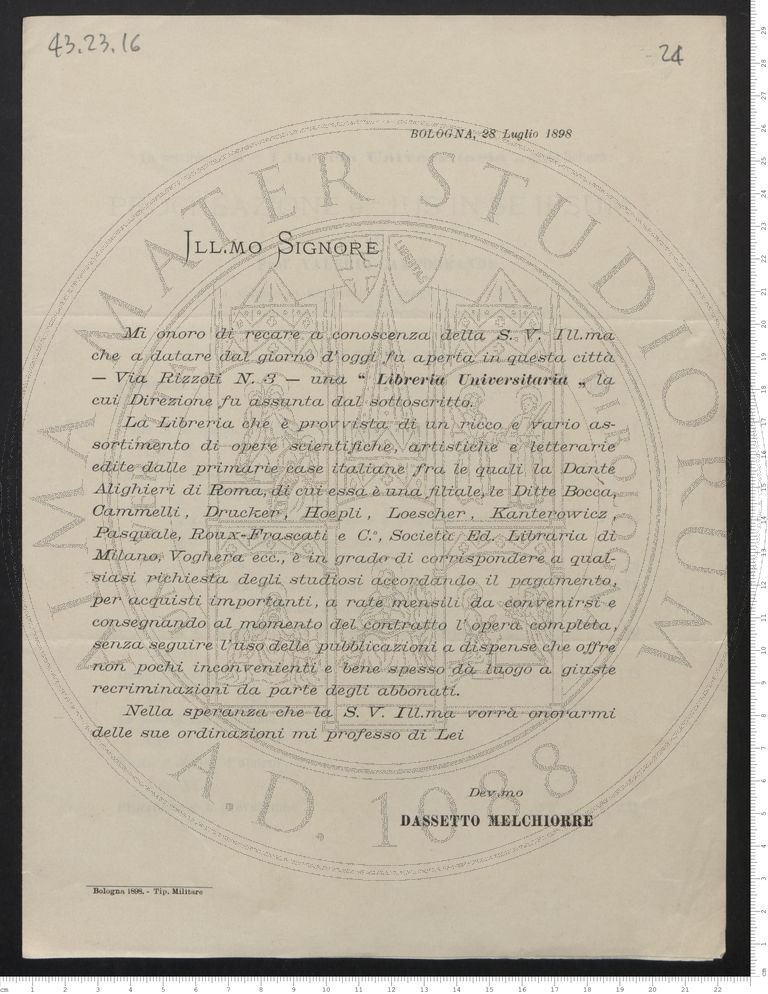 43.23.16
24
BOLOGNA, 28 Luglio 1898
ILL.MO SIGNORE
Mi onoro di recare a conoscenza della S. V. Ill.ma
che a datare dal giorno d'oggi fu aperta in questa città
— Via Rizzoli N. 3 — una “ Libreria Universitaria „ la
cui Direzione fu assunta dal sottoscritto.
La Libreria che è provvista di un ricco e vario as-
sortimento di opere scientifiche, artistiche e letterarie
edite dalle primarie case italiane fra le quali la Dante
Alighieri di Roma, di cui essa è una filiale, le Ditte Bocca,
Cammelli, Drucker, Hoepli, Loescher, Kanterowicz,
Pasquale, Roux-Frascati e C.º, Società Ed. Libraria di
Milano, Voghera ecc., è in grado di corrispondere a qual-
siasi richiesta degli studiosi accordando il pagamento,
per acquisti importanti, a rate mensili da convenirsi e
consegnando al momento del contratto l'opera completa,
senza seguire l'uso delle pubblicazioni a dispense che offre
non pochi inconvenienti e bene spesso dà luogo a giuste
recriminazioni da parte degli abbonati.
Nella speranza che la S. V. Ill.ma vorrà onorarmi
delle sue ordinazioni mi professo di Lei
Dev.mo
DASSETTO MELCHIORRE
Bologna 1898. - Tip. Militare
ALMA MATER STUDIORUM
A.D. 1088
LIBERTAS